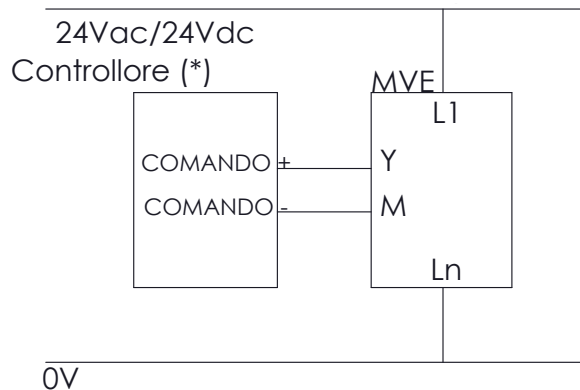 24Vac/24Vdc
Controllore (*)
MVE
L1
COMANDO +
Y
COMANDO -
M
Ln
0V